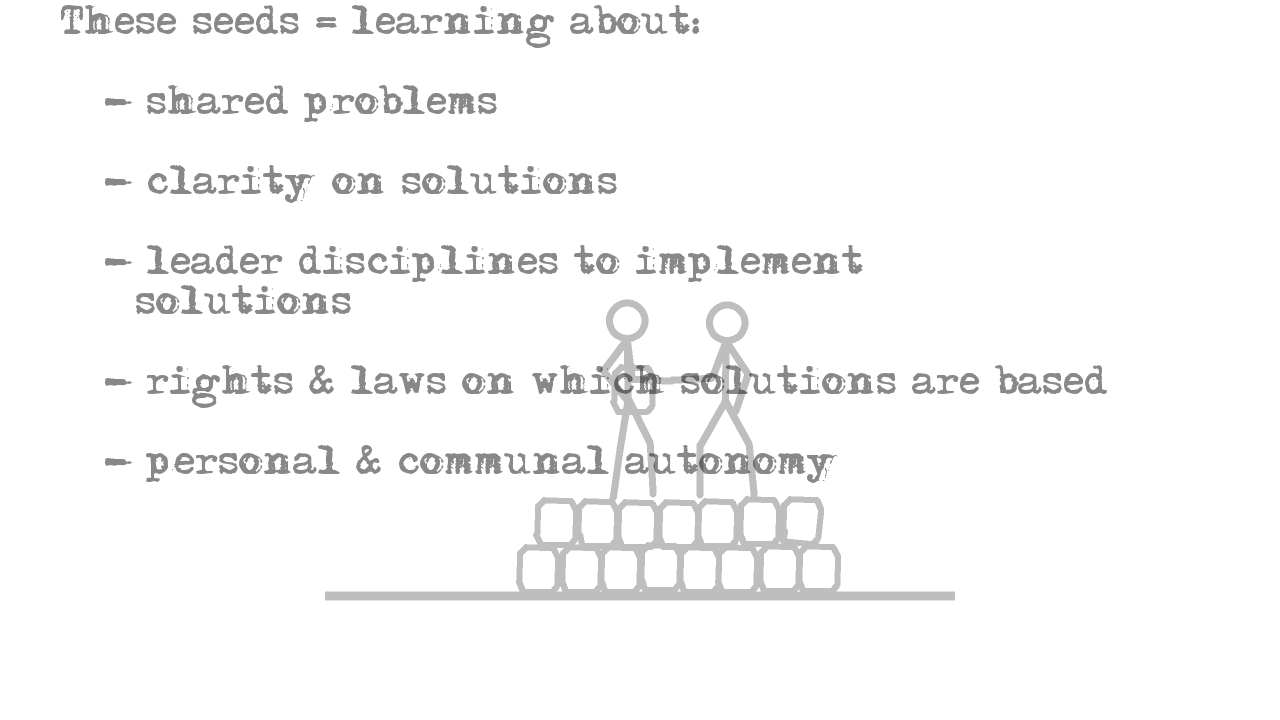 These seeds = learning about:
- shared problems
- clarity on solutions
- leader disciplines to implement
solutions
- rights & laws on which solutions are based
- personal & communal autonomy